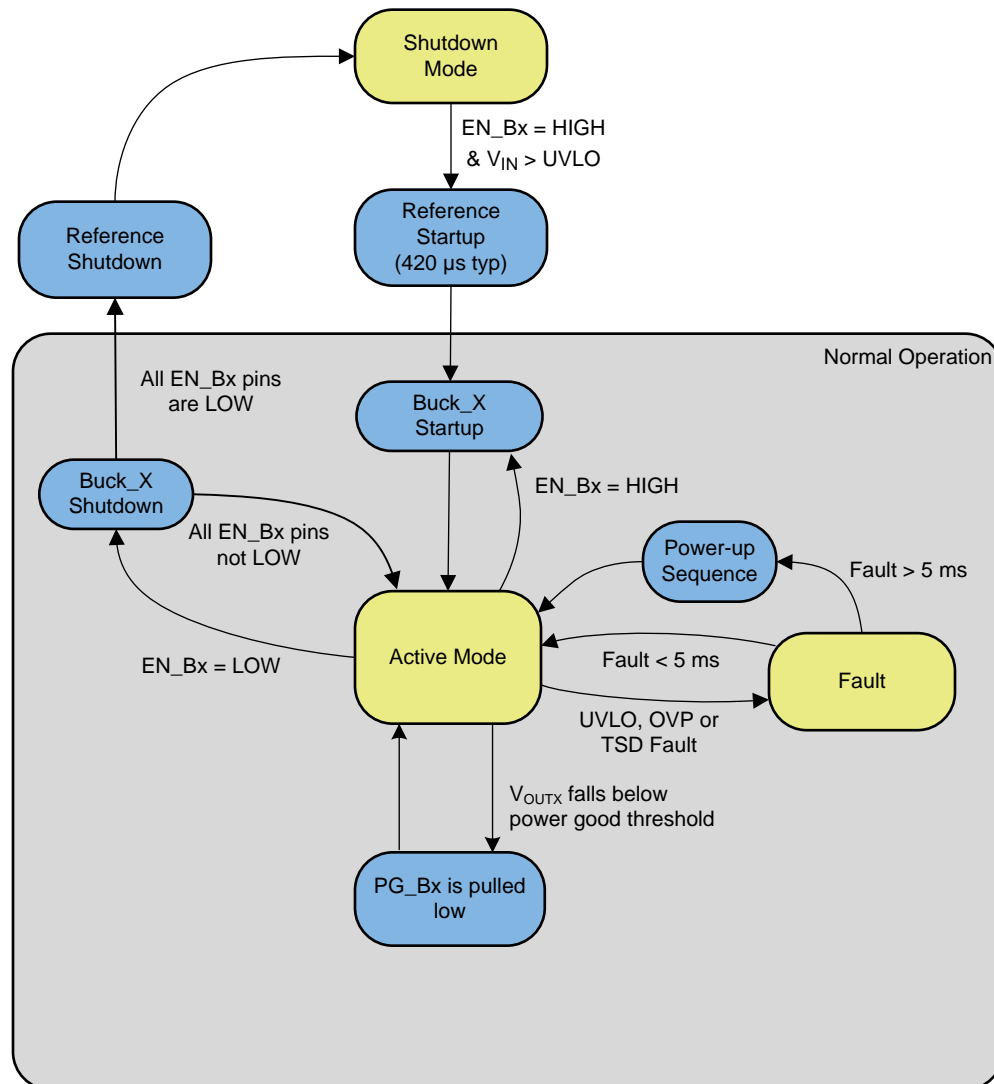 Shutdown
Mode
EN_Bx = HIGH
& VIN > UVLO
Reference
Shutdown
Reference
Startup
(420 µs typ)
Normal Operation
All EN_Bx pins
are LOW
Buck_X
Startup
Buck_X
Shutdown
EN_Bx = HIGH
All EN_Bx pins
not LOW
Power-up
Sequence
Fault > 5 ms
Active Mode
Fault < 5 ms
Fault
EN_Bx = LOW
UVLO, OVP or
TSD Fault
VOUTX falls below
power good threshold
PG_Bx is pulled
low